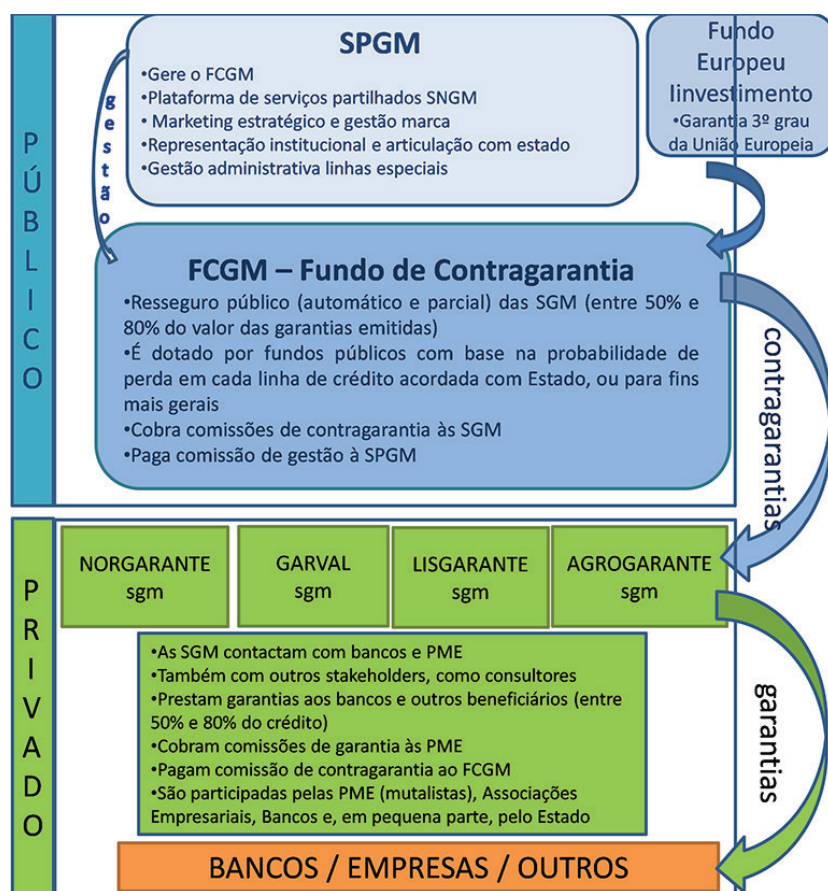 PÚBLICO
SPGM
•Gere o FCGM
•Plataforma de serviços partilhados SNGM
• Marketing estratégico e gestão marca
•Representação institucional e articulação com estado
•Gestão administrativa linhas especiais
gestão
Fundo
Europeu
Iinvestimento
•Garantia 3º grau
da União Europeia
FCGM – Fundo de Contragarantia
•Resseguro público (automático e parcial) das SGM (entre 50% e
80% do valor das garantias emitidas)
•É dotado por fundos públicos com base na probabilidade de
perda em cada linha de crédito acordada com Estado, ou para fins
mais gerais
•Cobra comissões de contragarantia às SGM
•Paga comissão de gestão à SPGM
contragarantias
PRIVADO
NORGARANTE
sgm
GARVAL
sgm
LISGARANTE
sgm
AGROGARANTE
sgm
•As SGM contactam com bancos e PME
•Também com outros stakeholders, como consultores
•Prestam garantias aos bancos e outros beneficiários (entre
50% e 80% do crédito)
•Cobram comissões de garantia às PME
•Pagam comissão de contragarantia ao FCGM
•São participadas pelas PME (mutualistas), Associações
Empresariais, Bancos e, em pequena parte, pelo Estado
garantias
BANCOS / EMPRESAS / OUTROS